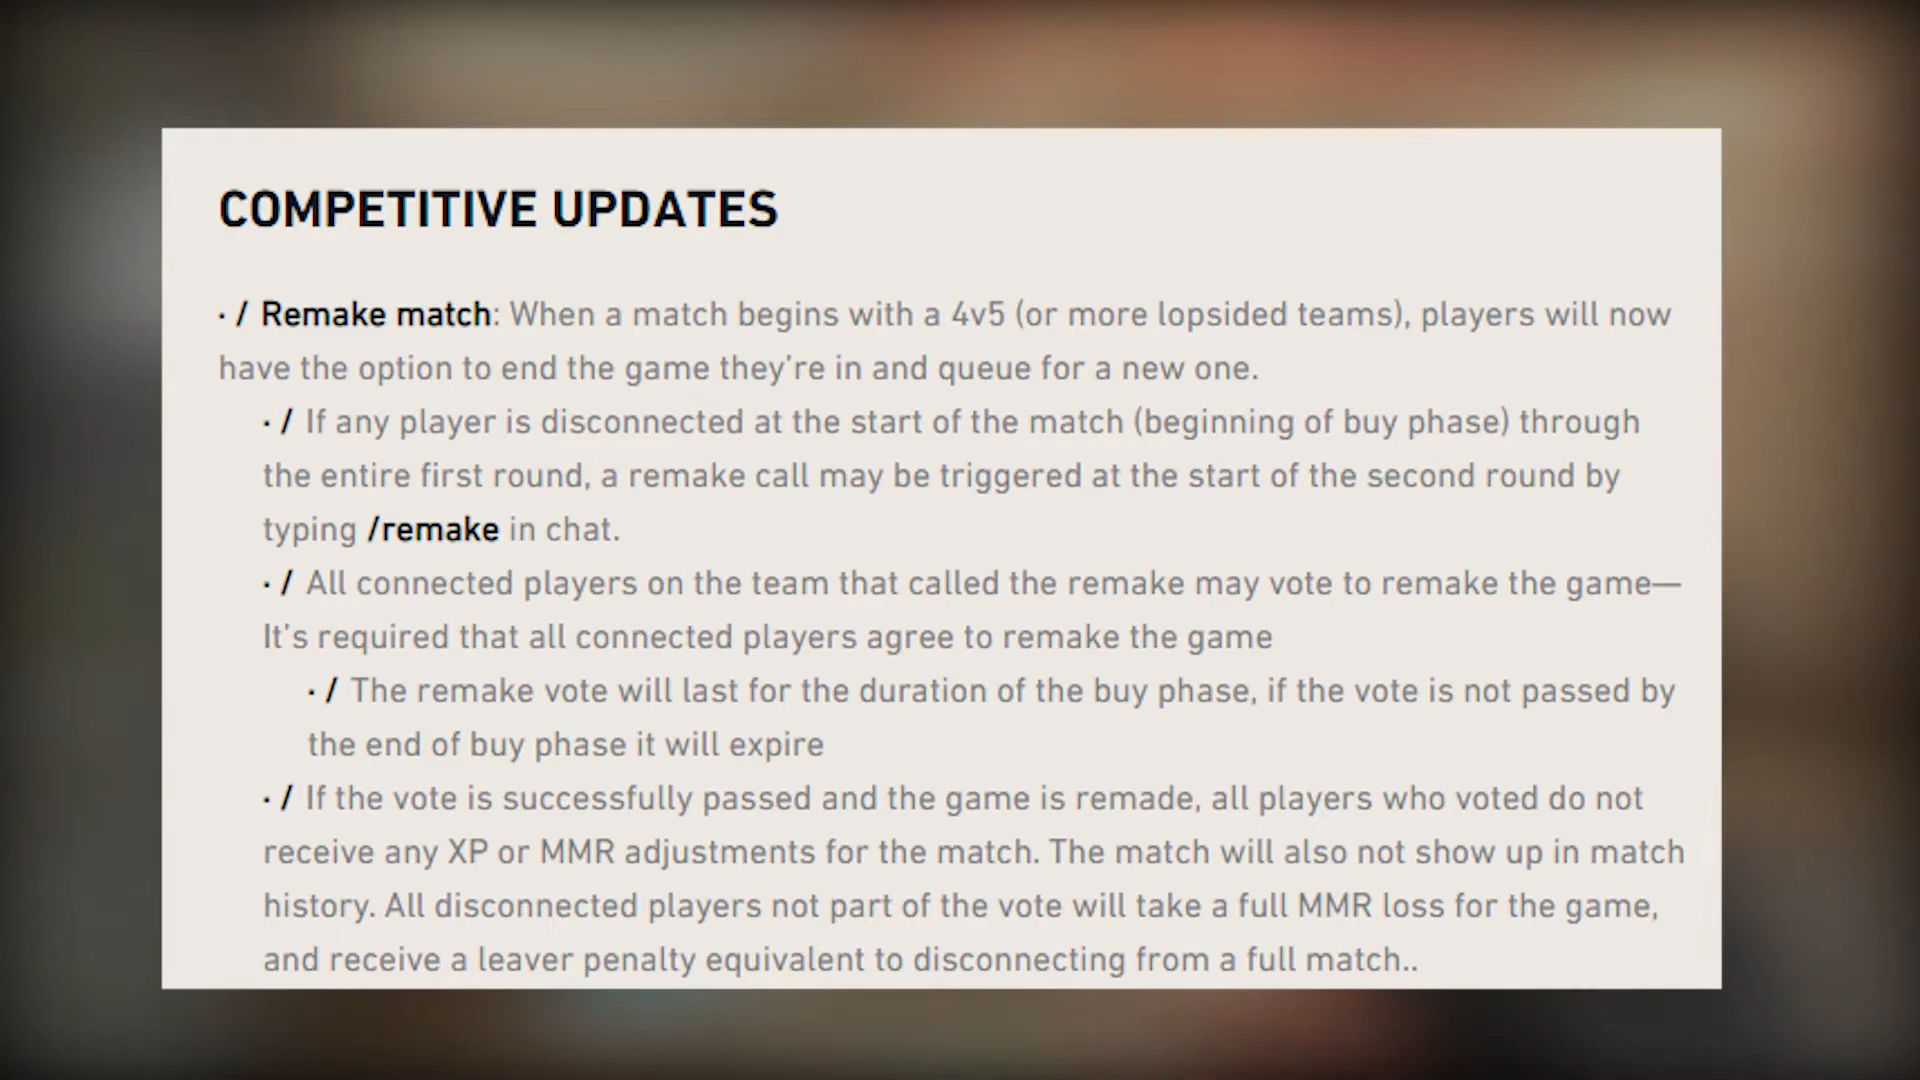 COMPETITIVE UPDATES
· / Remake match: When a match begins with a 4v5 (or more lopsided teams), players will now
have the option to end the game they're in and queue for a new one.
· / If any player is disconnected at the start of the match (beginning of buy phase) through
the entire first round, a remake call may be triggered at the start of the second round by
typing /remake in chat.
· / All connected players on the team that called the remake may vote to remake the game—
It's required that all connected players agree to remake the game
· / The remake vote will last for the duration of the buy phase, if the vote is not passed by
the end of buy phase it will expire
· / If the vote is successfully passed and the game is remade, all players who voted do not
receive any XP or MMR adjustments for the match. The match will also not show up in match
history. All disconnected players not part of the vote will take a full MMR loss for the game,
and receive a leaver penalty equivalent to disconnecting from a full match..